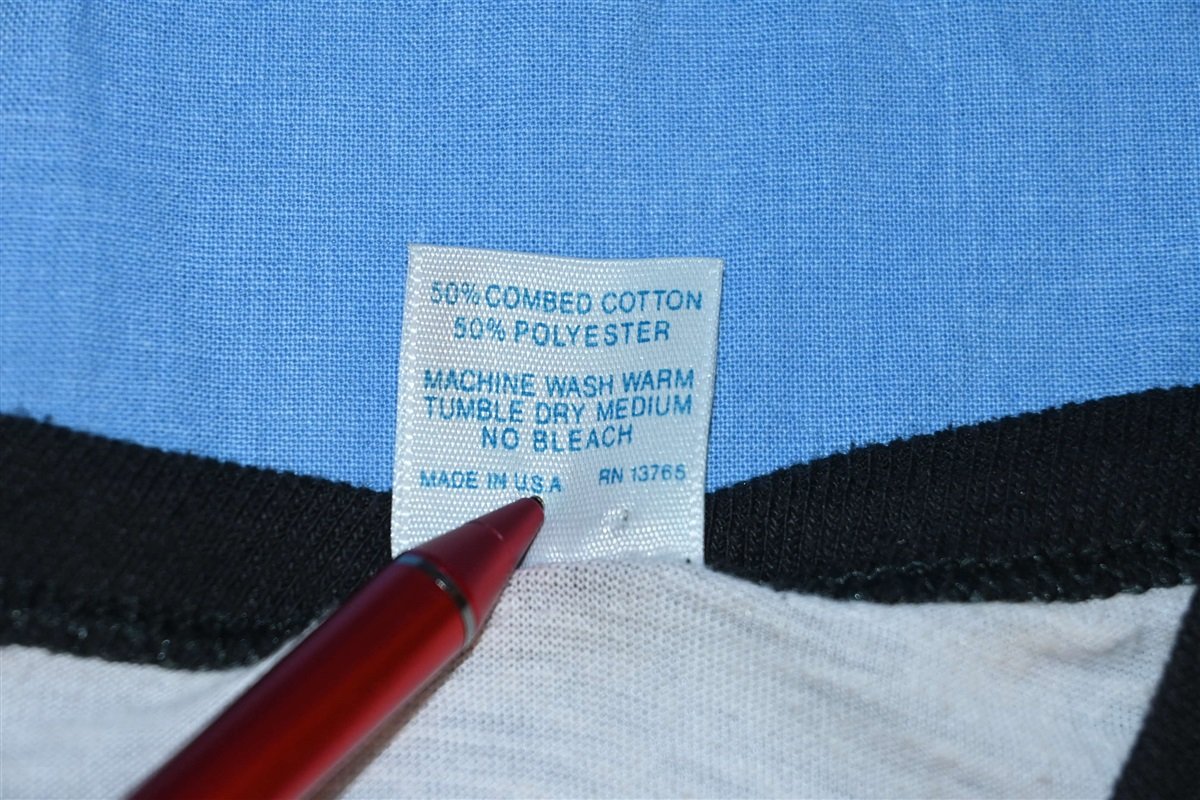 50% COMBED COTTON
50% POLYESTER
MACHINE WASH WARM
TUMBLE DRY MEDIUM
NO BLEACH
MADE IN U.S.A RN 13765